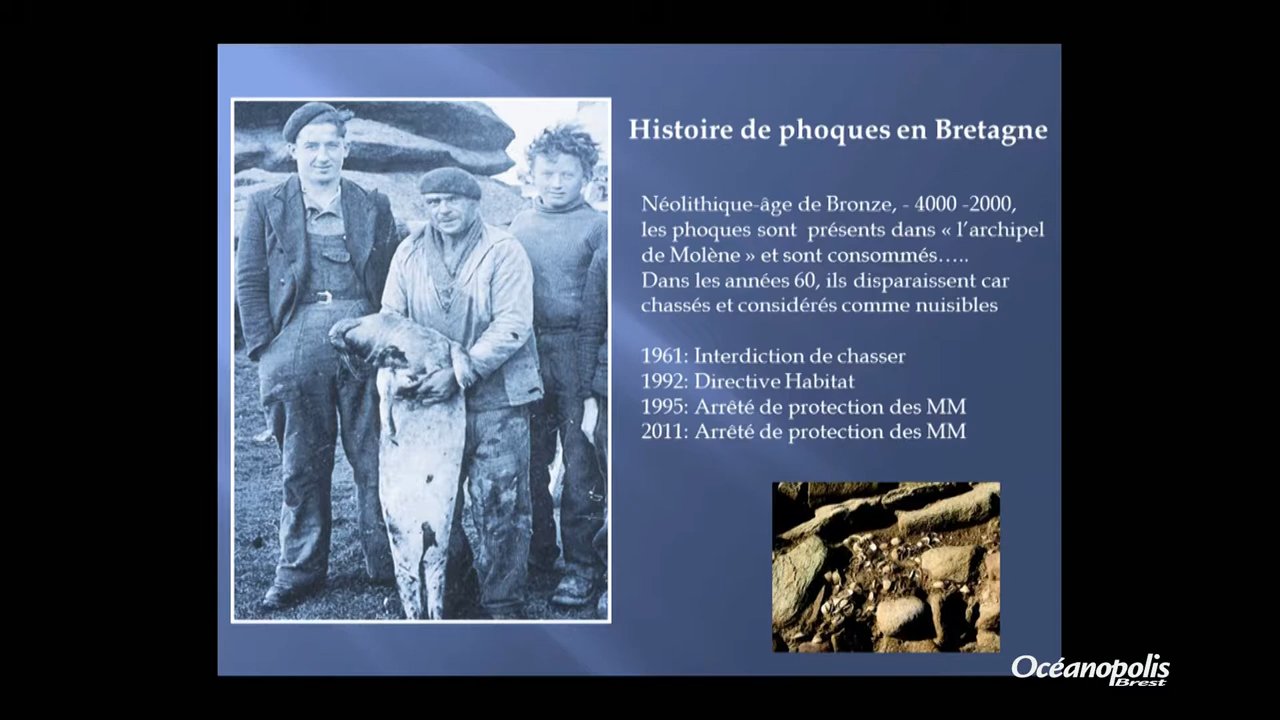 Histoire de phoques en Bretagne
Néolithique-âge de Bronze, - 4000 -2000,
les phoques sont présents dans « l'archipel
de Molène » et sont consommés…..
Dans les années 60, ils disparaissent car
chassés et considérés comme nuisibles
1961: Interdiction de chasser
1992: Directive Habitat
1995: Arrêté de protection des MM
2011: Arrêté de protection des MM
Océanopolis
Brest